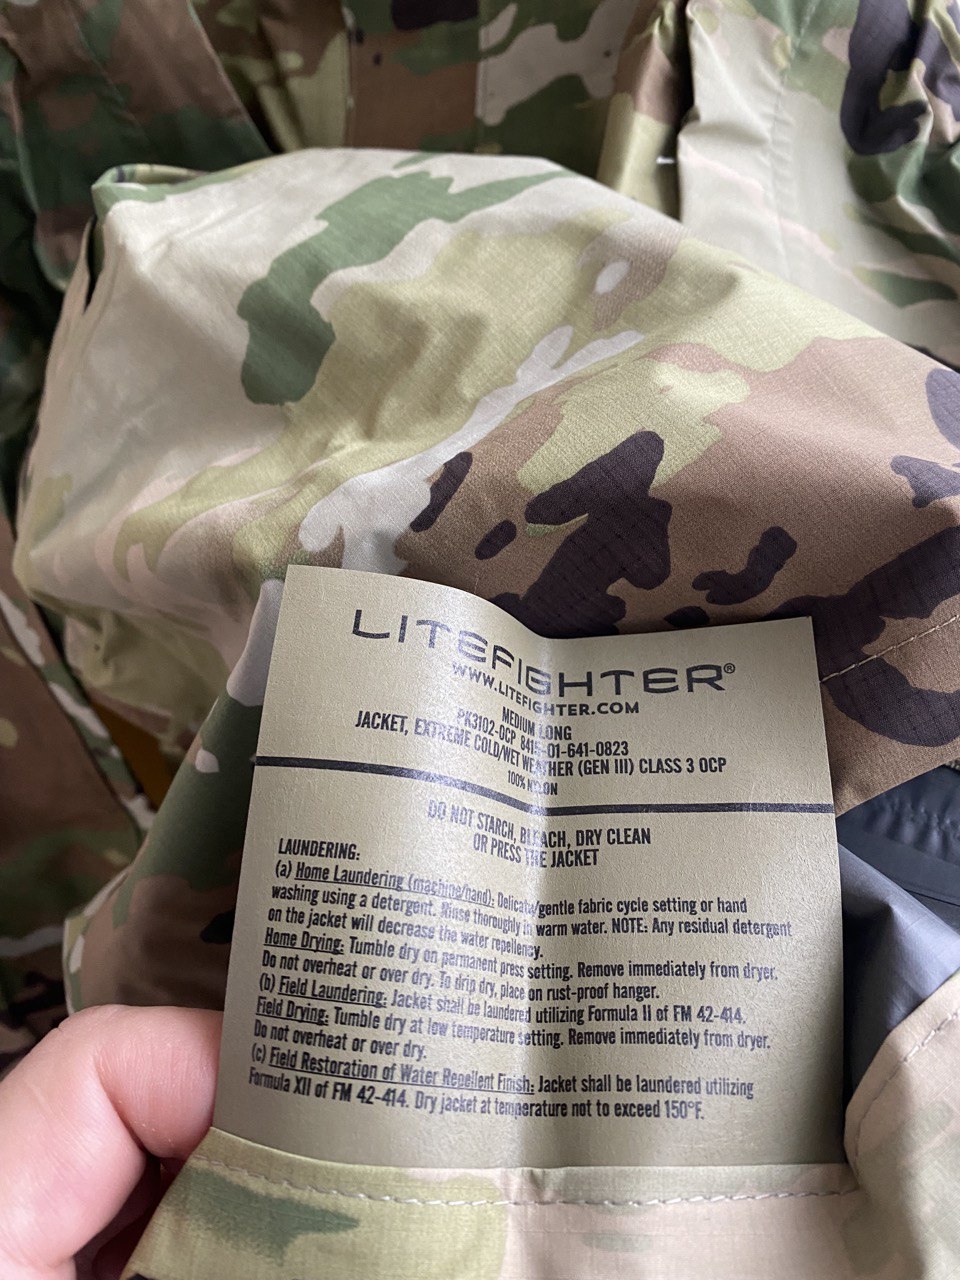 LITEFIGHTER®
WWW.LITEFIGHTER.COM
MEDIUM LONG
PK3102-OCP 8415-01-641-0823
JACKET, EXTREME COLD/WET WEATHER (GEN III) CLASS 3 OCP
100% NYLON
DO NOT STARCH, BLEACH, DRY CLEAN
OR PRESS THE JACKET
LAUNDERING:
(a) Home Laundering (machine/hand): Delicate/gentle fabric cycle setting or hand
washing using a detergent. Rinse thoroughly in warm water. NOTE: Any residual detergent
on the jacket will decrease the water repellency.
Home Drying: Tumble dry on permanent press setting. Remove immediately from dryer.
Do not overheat or over dry. To drip dry, place on rust-proof hanger.
(b) Field Laundering: Jacket shall be laundered utilizing Formula II of FM 42-414.
Field Drying: Tumble dry at low temperature setting. Remove immediately from dryer.
Do not overheat or over dry.
(c) Field Restoration of Water Repellent Finish: Jacket shall be laundered utilizing
Formula XII of FM 42-414. Dry jacket at temperature not to exceed 150°F.